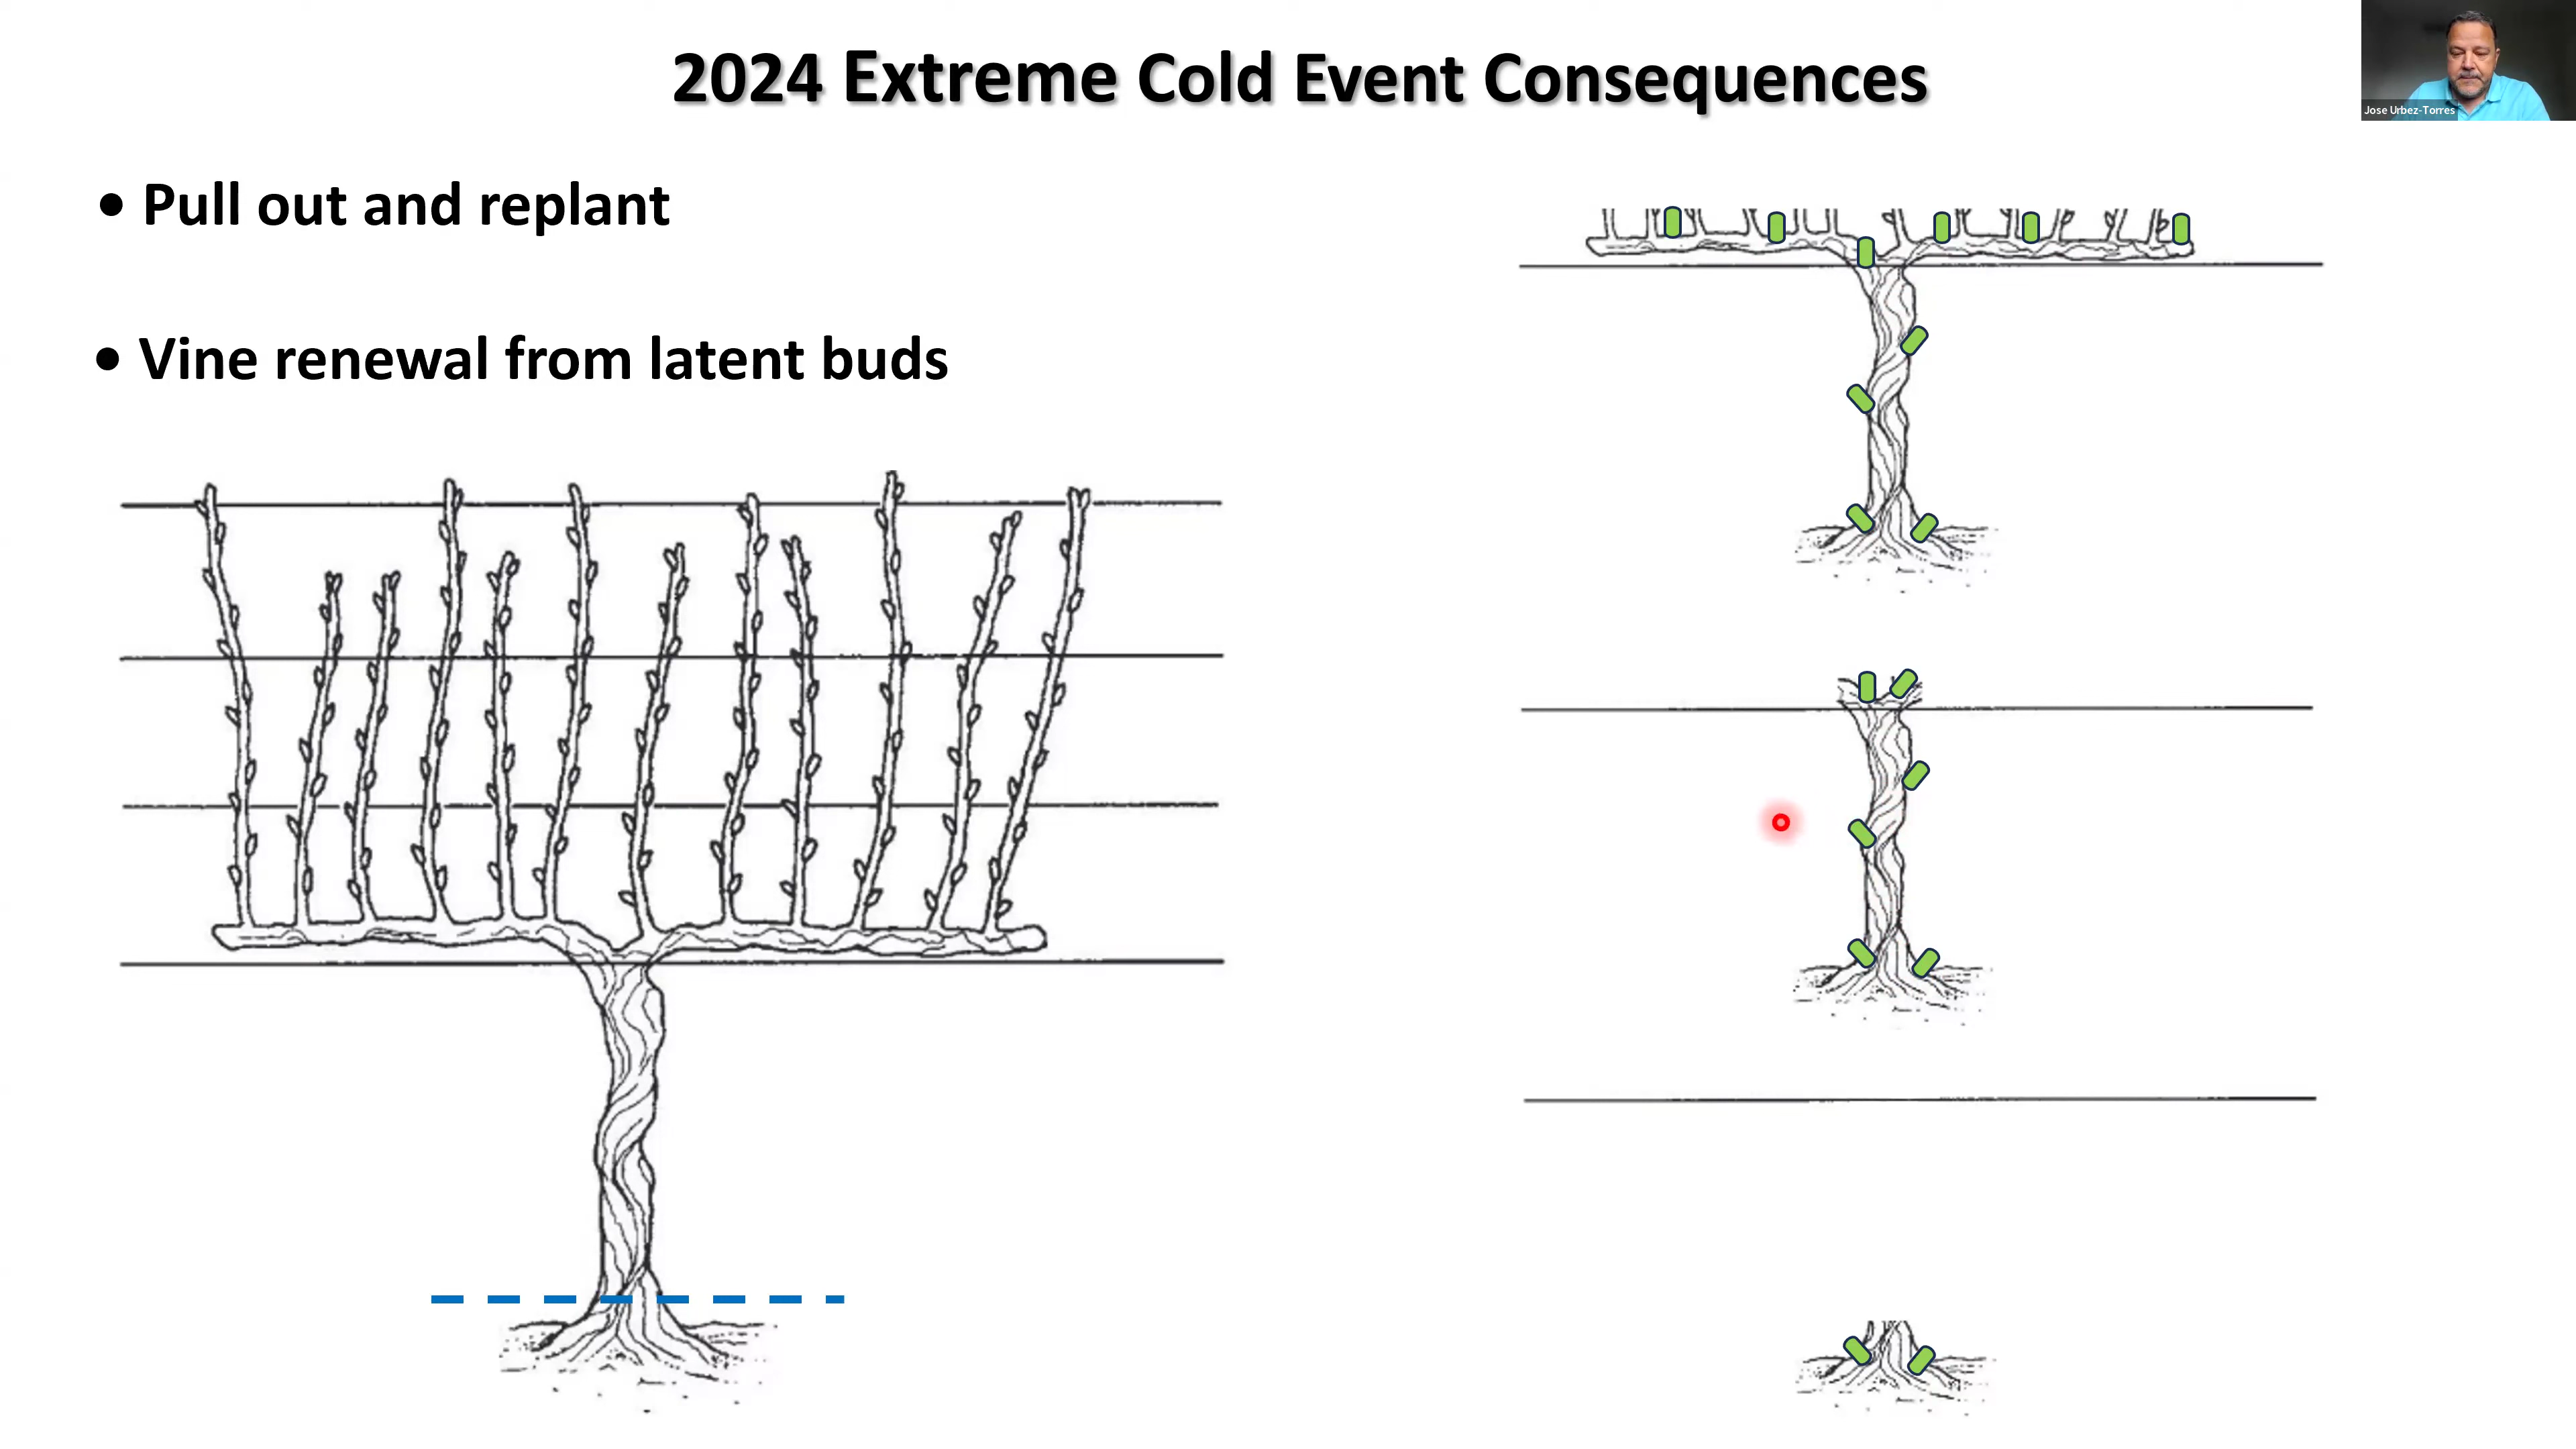 2024 Extreme Cold Event Consequences
Jose Urbez-Torres
• Pull out and replant
• Vine renewal from latent buds